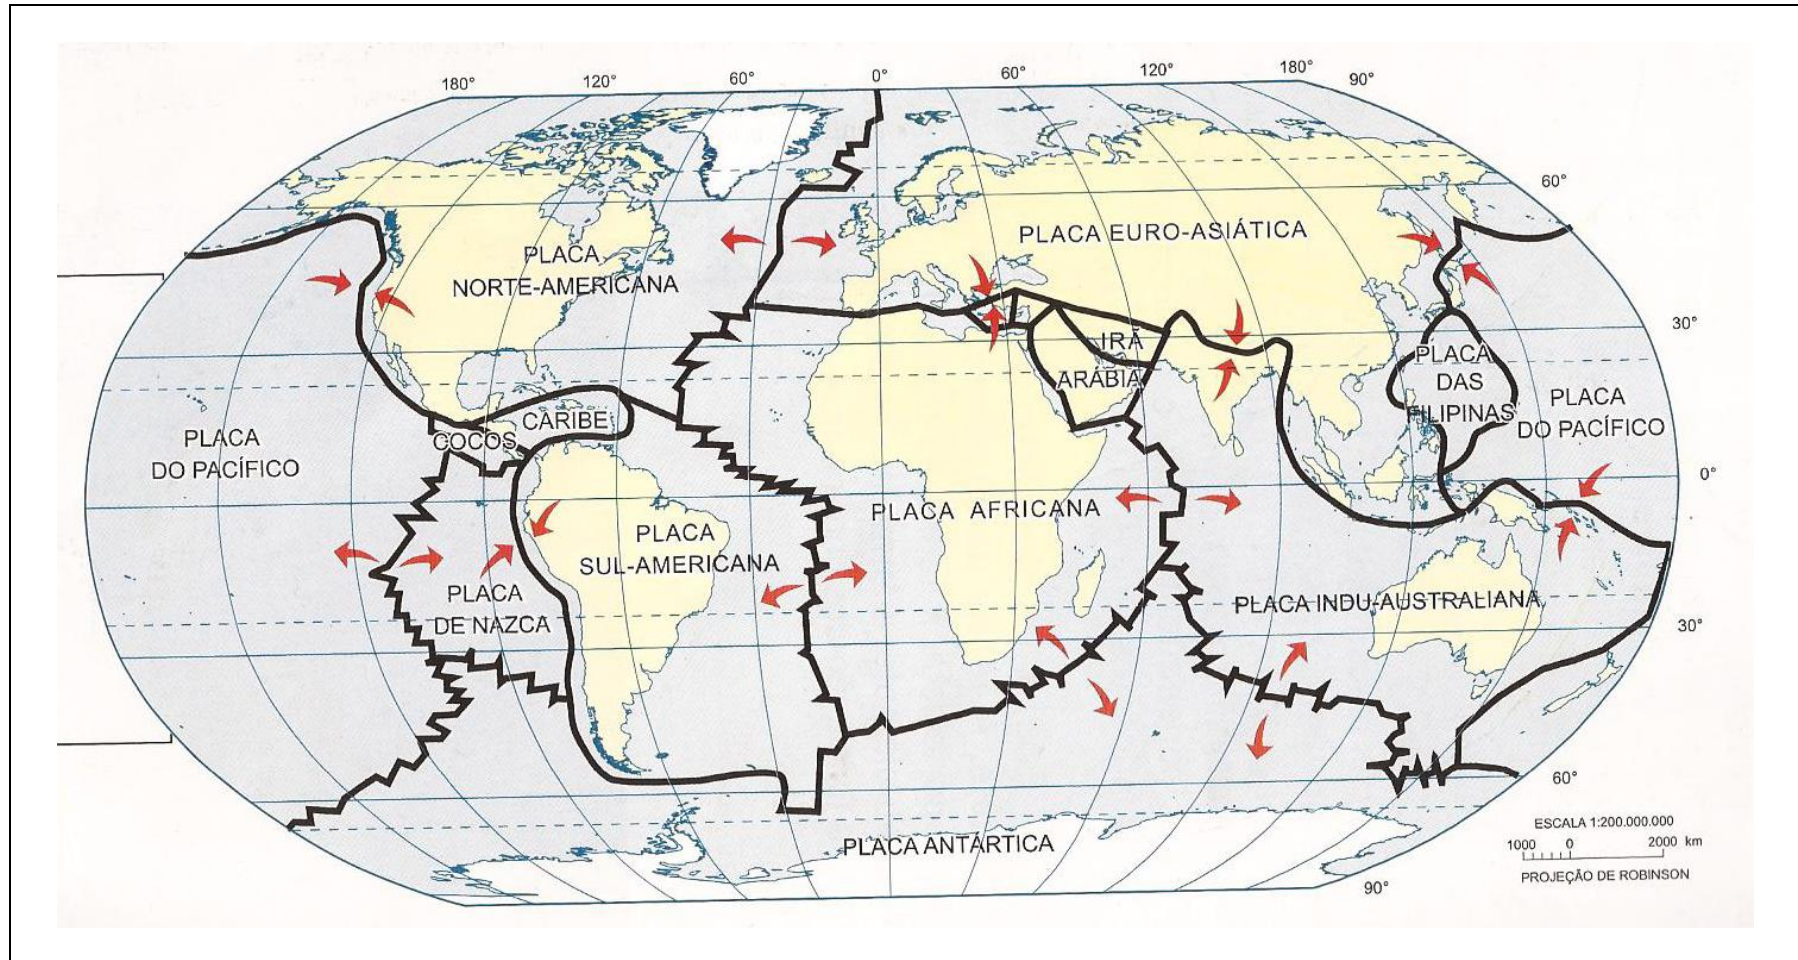 180°
120°
60°
0°
60°
120°
180°
90°
60°
PLACA EURO-ASIÁTICA
PLACA
NORTE-AMERICANA
30°
IRÃ
ARÁBIA
PLACA
DAS
FILIPINAS
PLACA
DO PACÍFICO
CARIBE
COCOS
PLACA
DO PACÍFICO
0°
PLACA AFRICANA
PLACA
SUL-AMERICANA
PLACA
DE NAZCA
PLACA INDU-AUSTRALIANA
30°
60°
PLACA ANTÁRTICA
ESCALA 1:200.000.000
1000 0 2000 km
PROJEÇÃO DE ROBINSON
90°